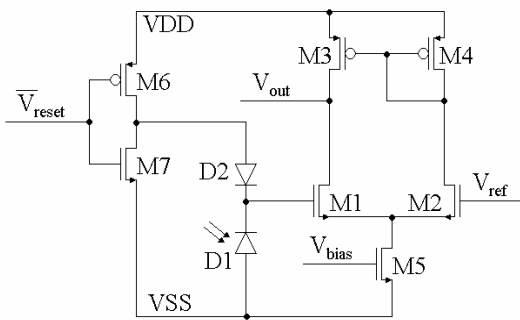 VDD
M3
M4
M6
Vout
V̅reset
M7
D2
M1
M2
Vref
D1
Vbias
M5
VSS